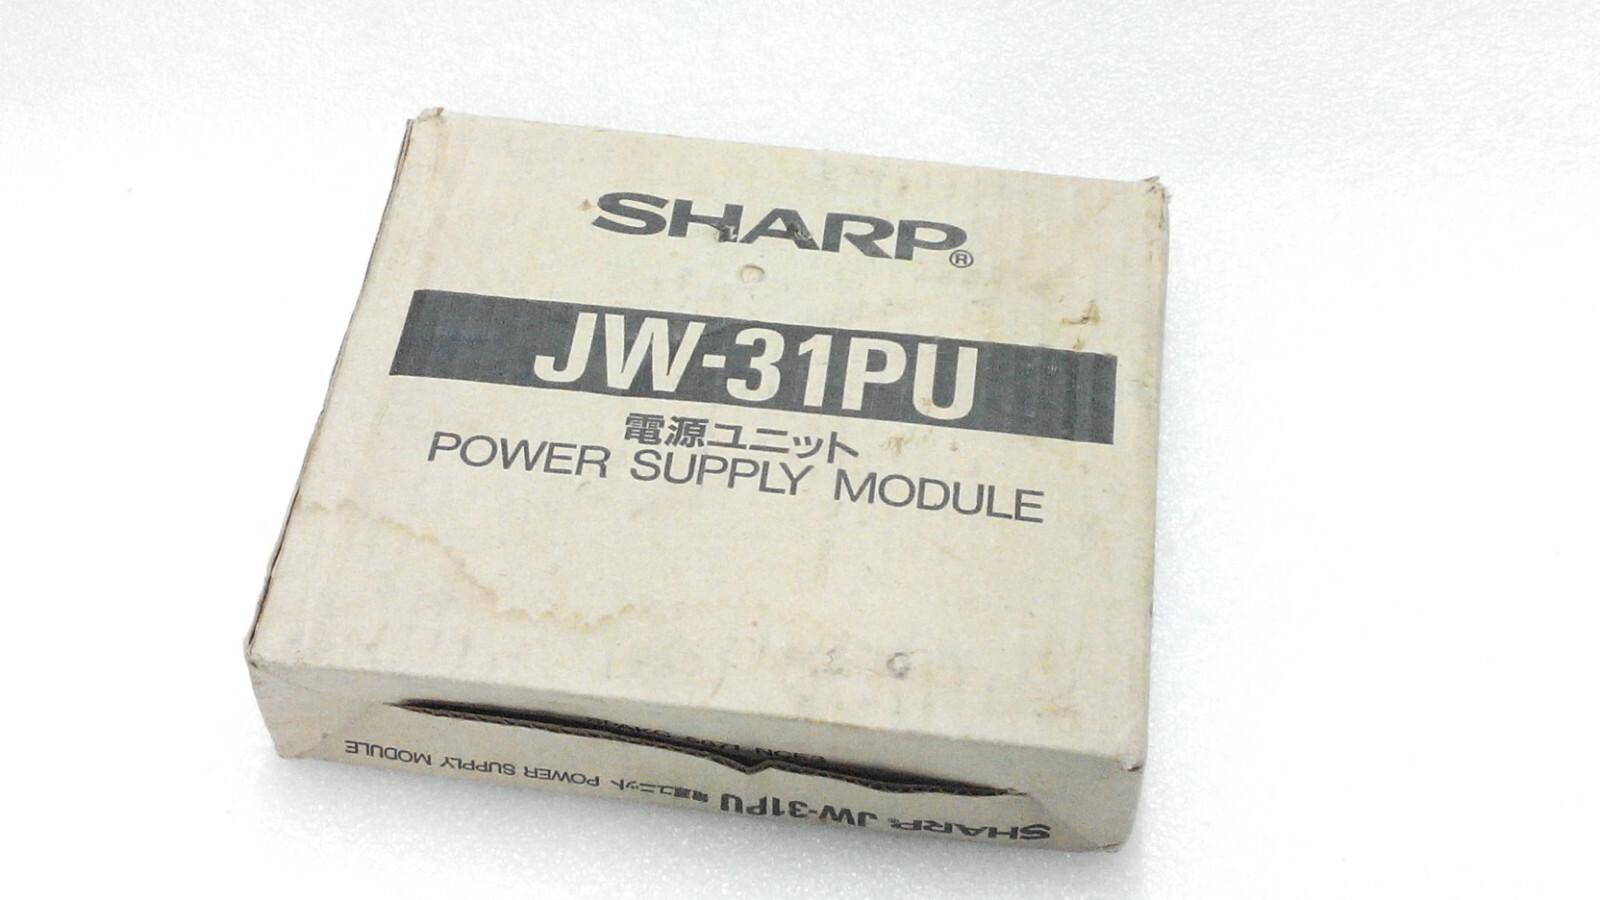 SHARP®
JW-31PU
電源ユニット
POWER SUPPLY MODULE
SHARP® JW-31PU 電源ユニット POWER SUPPLY MODULE